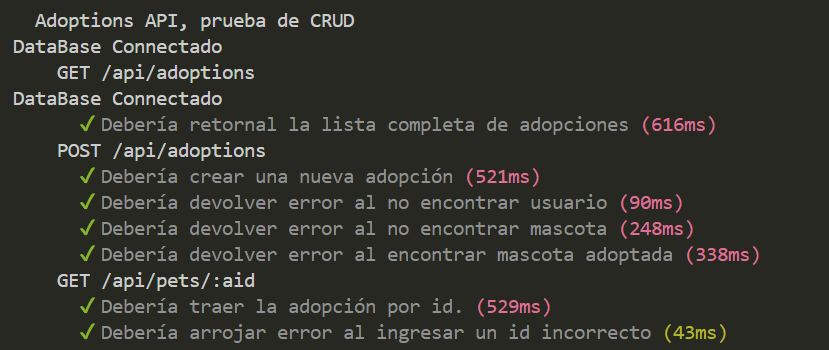 Adoptions API, prueba de CRUD
DataBase Connectado
GET /api/adoptions
DataBase Connectado
✓ Debería retornal la lista completa de adopciones (616ms)
POST /api/adoptions
✓ Debería crear una nueva adopción (521ms)
✓ Debería devolver error al no encontrar usuario (90ms)
✓ Debería devolver error al no encontrar mascota (248ms)
✓ Debería devolver error al encontrar mascota adoptada (338ms)
GET /api/pets/:aid
✓ Debería traer la adopción por id. (529ms)
✓ Debería arrojar error al ingresar un id incorrecto (43ms)